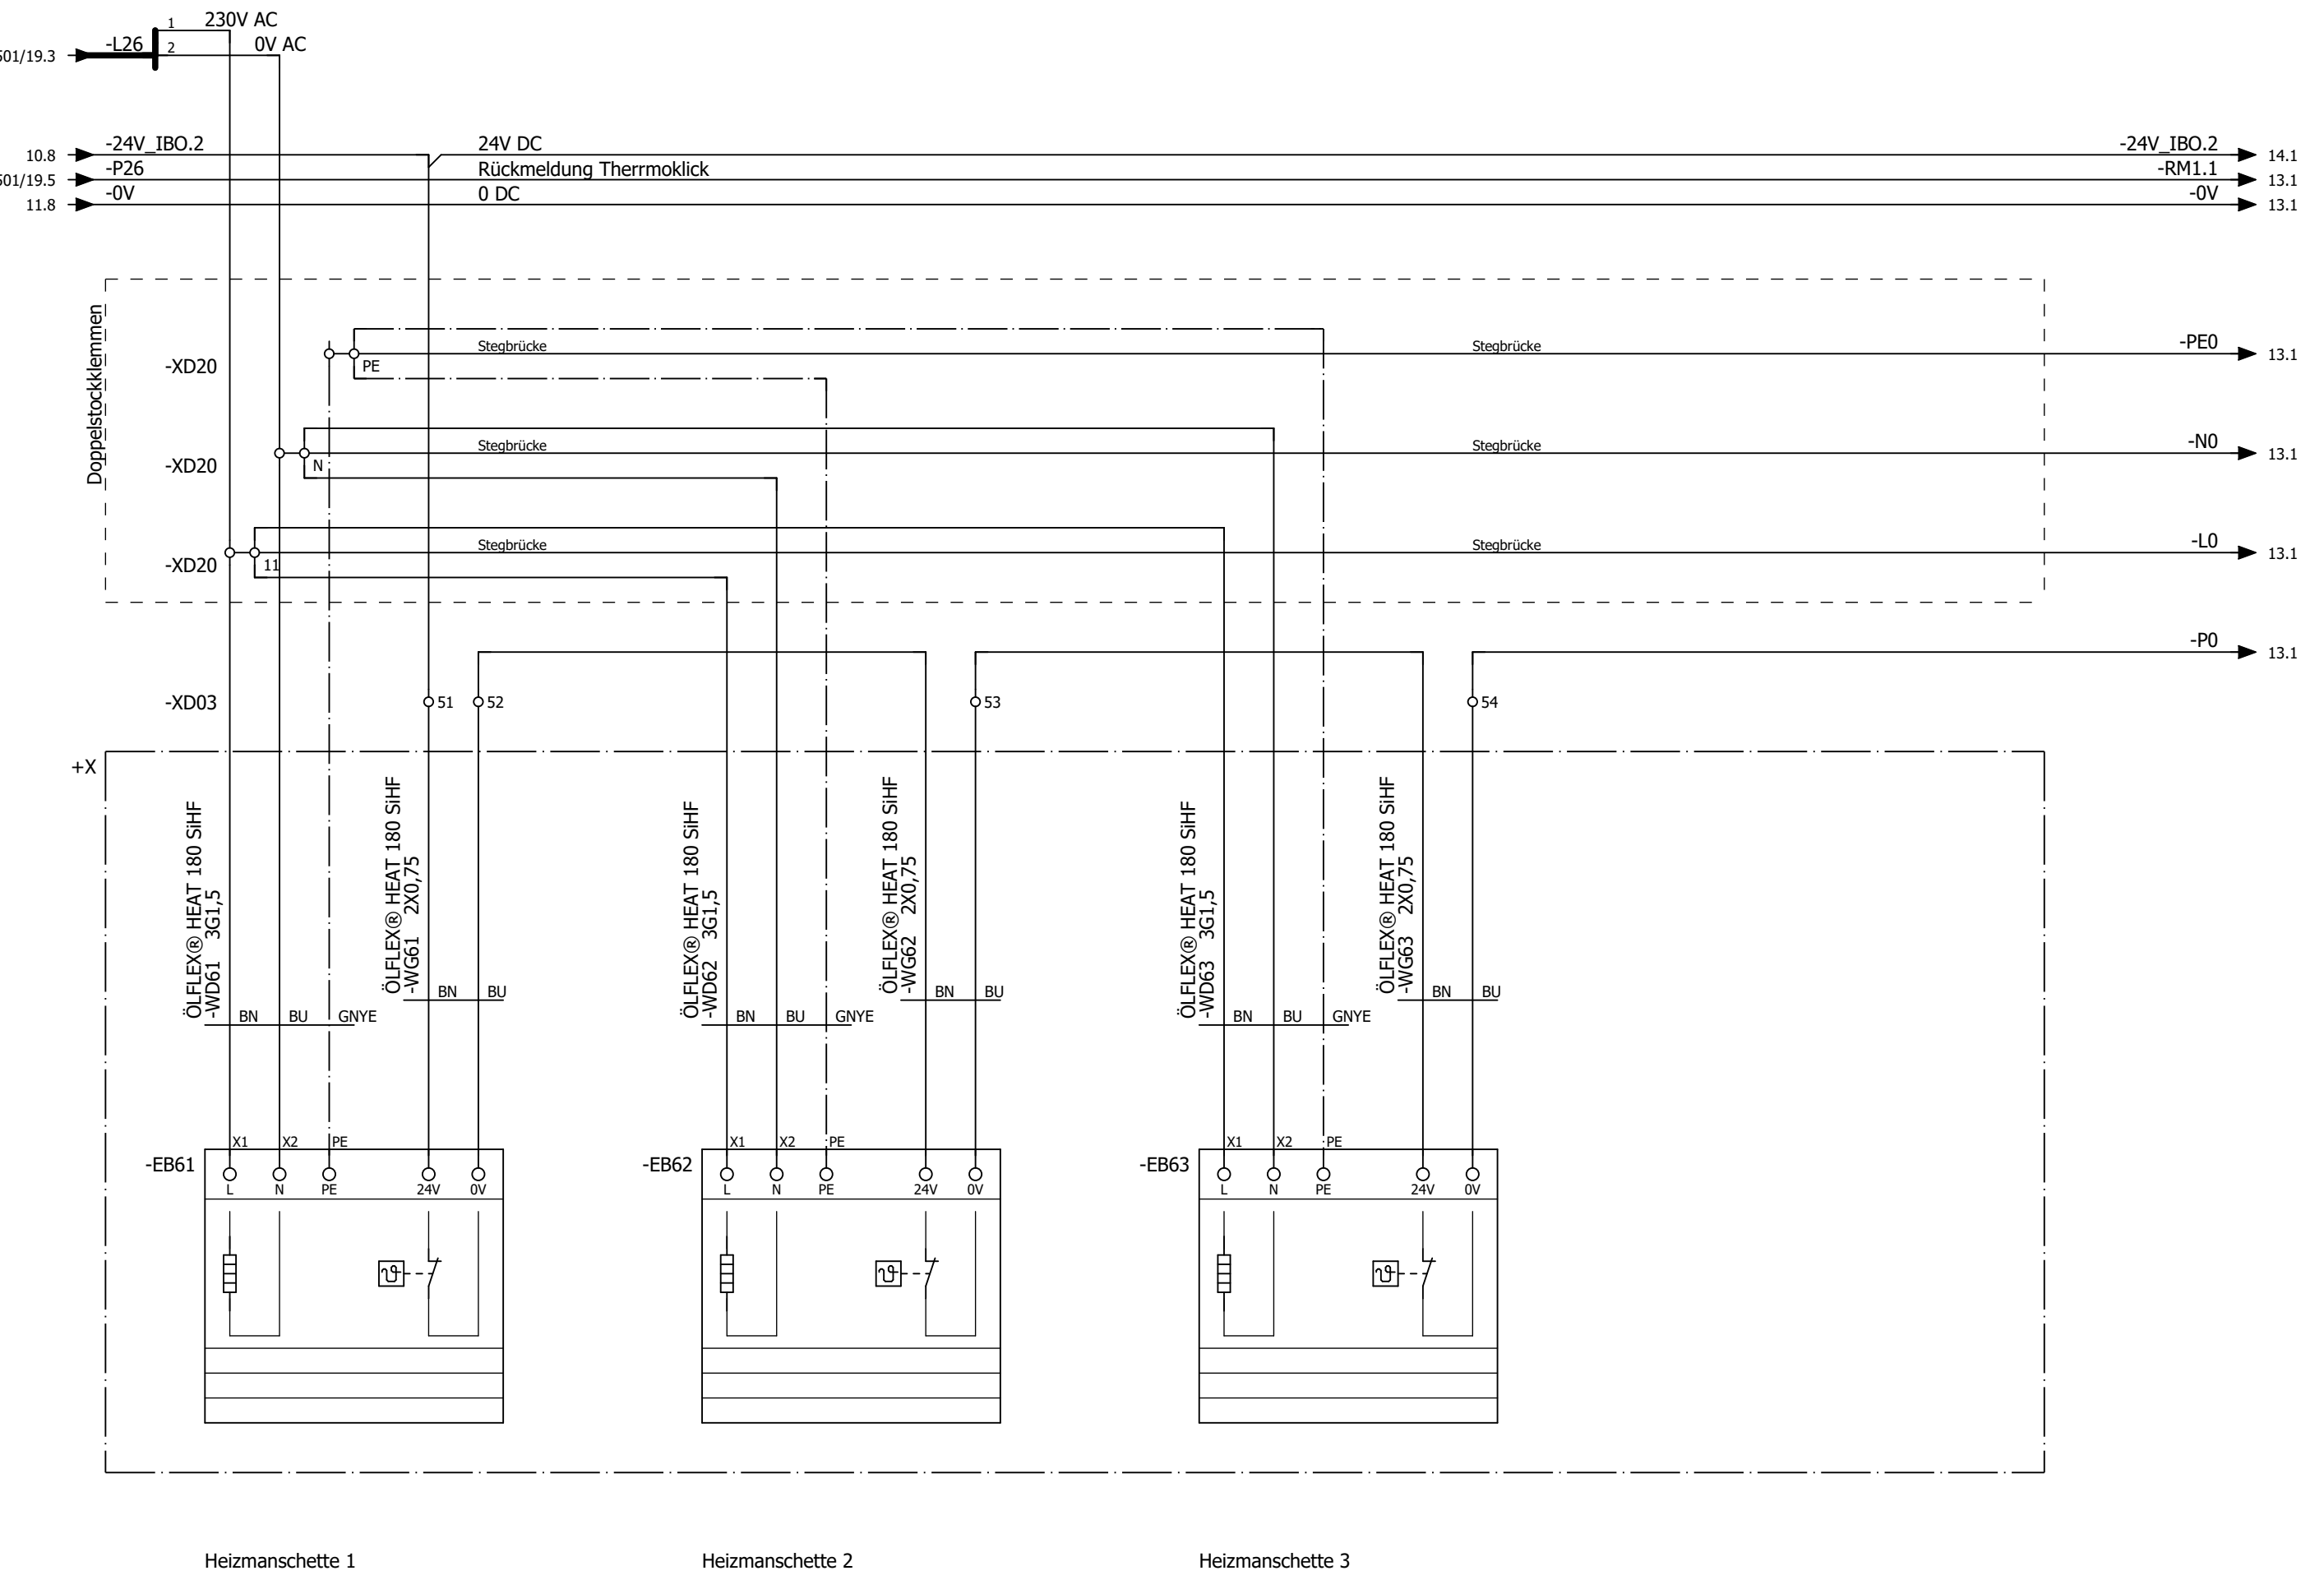 1 230V AC
-L26 2 0V AC
501/19.3
-24V_IBO.2 24V DC -24V_IBO.2
10.8 14.1
-P26 Rückmeldung Therrmoklick -RM1.1
501/19.5 13.1
-0V 0 DC -0V
11.8 13.1
Doppelstockklemmen
Stegbrücke Stegbrücke -PE0
-XD20 PE 13.1
Stegbrücke Stegbrücke -N0
-XD20 N 13.1
Stegbrücke Stegbrücke -L0
-XD20 11 13.1
-P0
13.1
-XD03 51 52 53 54
+X
ÖLFLEX® HEAT 180 SiHF
-WD61 3G1,5
ÖLFLEX® HEAT 180 SiHF
-WG61 2X0,75
ÖLFLEX® HEAT 180 SiHF
-WD62 3G1,5
ÖLFLEX® HEAT 180 SiHF
-WG62 2X0,75
ÖLFLEX® HEAT 180 SiHF
-WD63 3G1,5
ÖLFLEX® HEAT 180 SiHF
-WG63 2X0,75
BN BU BN BU BN BU
BN BU GNYE BN BU GNYE BN BU GNYE
X1 X2 PE X1 X2 PE X1 X2 PE
-EB61 -EB62 -EB63
L N PE 24V 0V L N PE 24V 0V L N PE 24V 0V
Heizmanschette 1 Heizmanschette 2 Heizmanschette 3